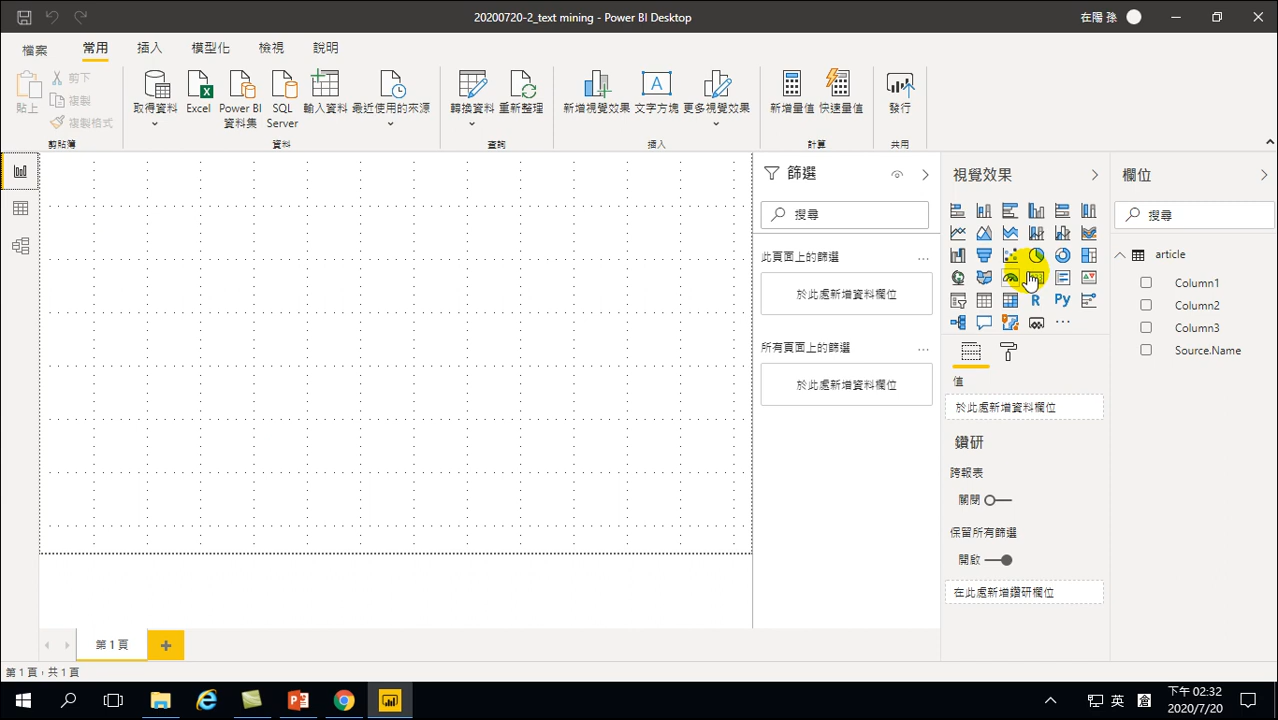 20200720-2_text mining - Power BI Desktop
在陽 孫
檔案 常用 插入 模型化 檢視 說明
貼上
剪下
複製
複製格式
剪貼簿
取得資料
Excel
Power BI
資料集
SQL
Server
輸入資料
最近使用的來源
資料
轉換資料
重新整理
查詢
新增視覺效果
文字方塊
更多視覺效果
插入
新增量值
快速量值
計算
發行
共用
篩選
搜尋
此頁面上的篩選
於此處新增資料欄位
所有頁面上的篩選
於此處新增資料欄位
視覺效果
R
Py
值
於此處新增資料欄位
鑽研
跨報表
關閉
保留所有篩選
開啟
在此處新增鑽研欄位
欄位
搜尋
article
Column1
Column2
Column3
Source.Name
第 1 頁
第 1 頁，共 1 頁
英
倉
下午 02:32
2020/7/20